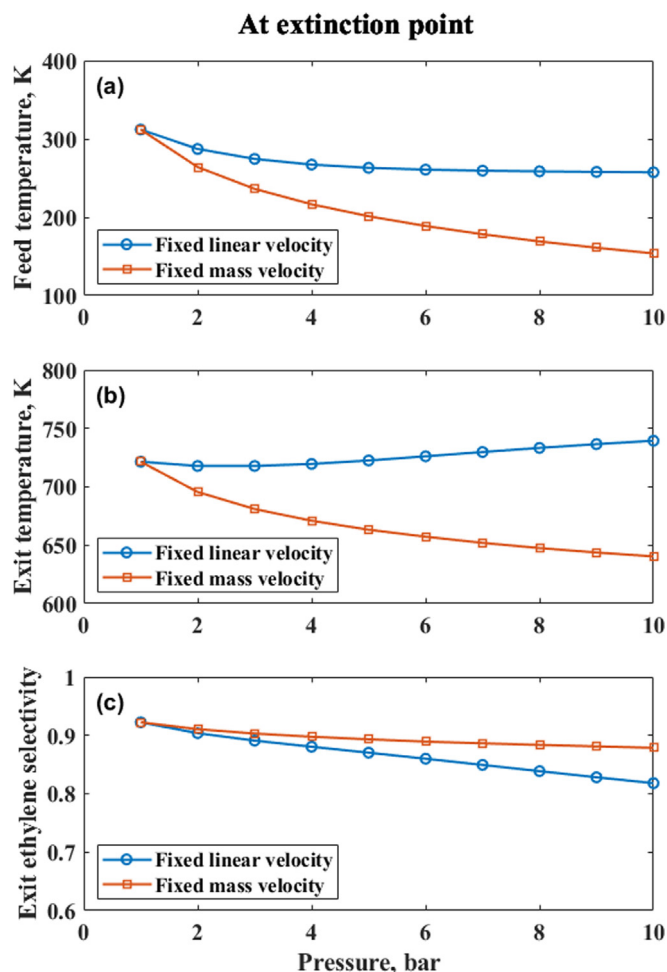 At extinction point
400
300
200
100
Feed temperature, K
(a)
Fixed linear velocity
Fixed mass velocity
0 2 4 6 8 10
800
750
700
650
600
Exit temperature, K
(b)
Fixed linear velocity
Fixed mass velocity
0 2 4 6 8 10
1
0.9
0.8
0.7
0.6
Exit ethylene selectivity
(c)
Fixed linear velocity
Fixed mass velocity
0 2 4 6 8 10
Pressure, bar